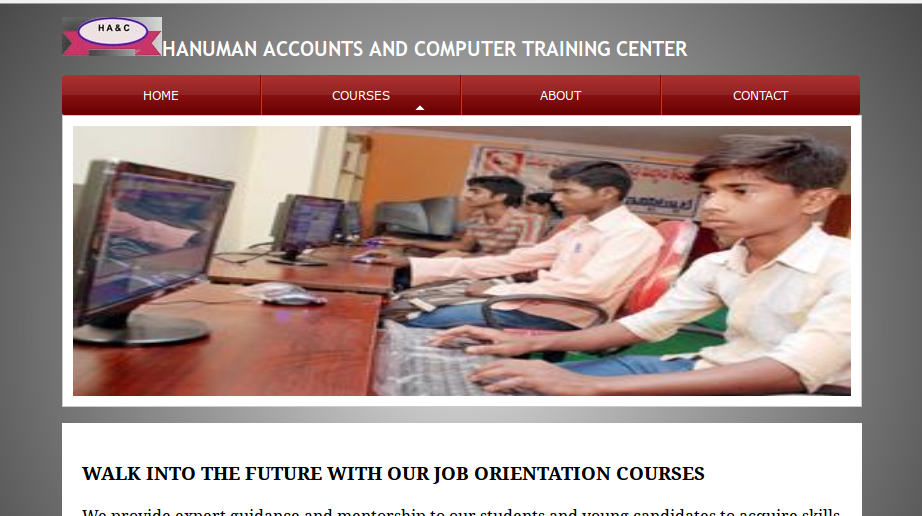 HA&C
HANUMAN ACCOUNTS AND COMPUTER TRAINING CENTER
HOME
COURSES
ABOUT
CONTACT
WALK INTO THE FUTURE WITH OUR JOB ORIENTATION COURSES
We provide expert guidance and mentorship to our students and young candidates to acquire skills